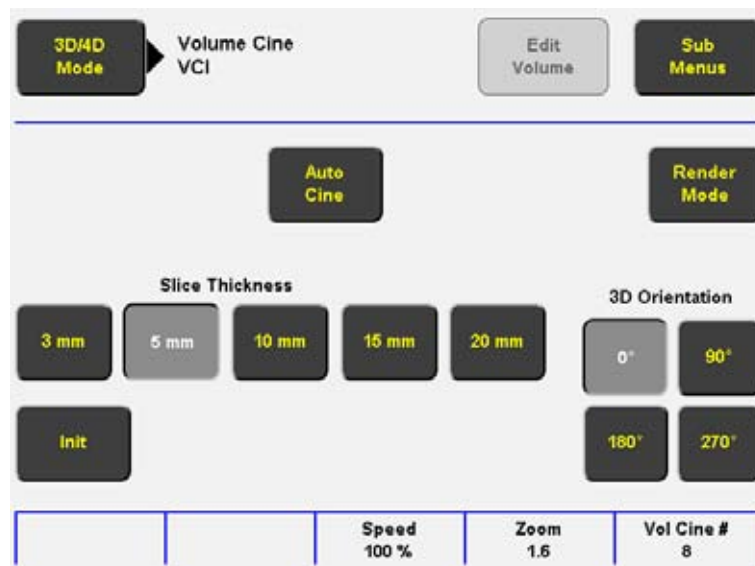 3D/4D
Mode
Volume Cine
VCI
Edit
Volume
Sub
Menus
Auto
Cine
Render
Mode
Slice Thickness
3D Orientation
3 mm
5 mm
10 mm
15 mm
20 mm
0°
90°
Init
180°
270°
Speed
100 %
Zoom
1.6
Vol Cine #
8